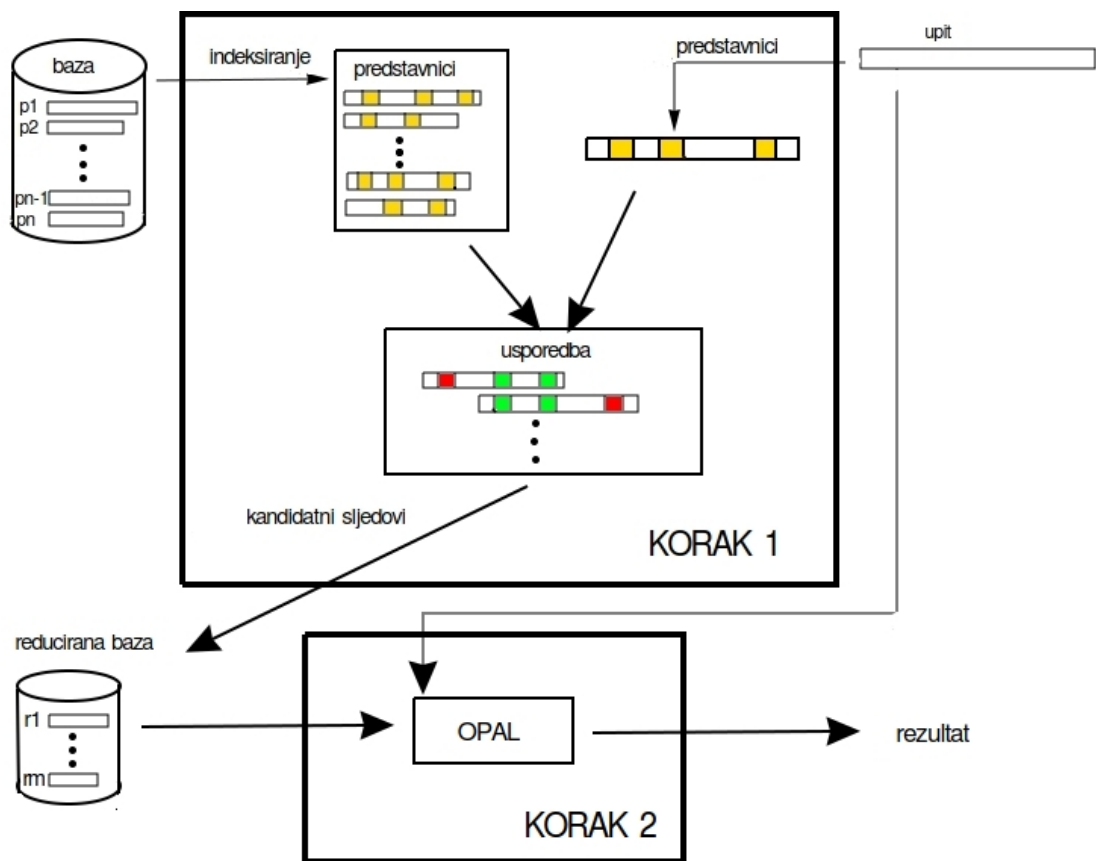 upit
predstavnici
indeksiranje
baza
predstavnici
p1
p2
pn-1
pn
usporedba
kandidatni sljedovi
KORAK 1
reducirana baza
r1
rm
OPAL
rezultat
KORAK 2